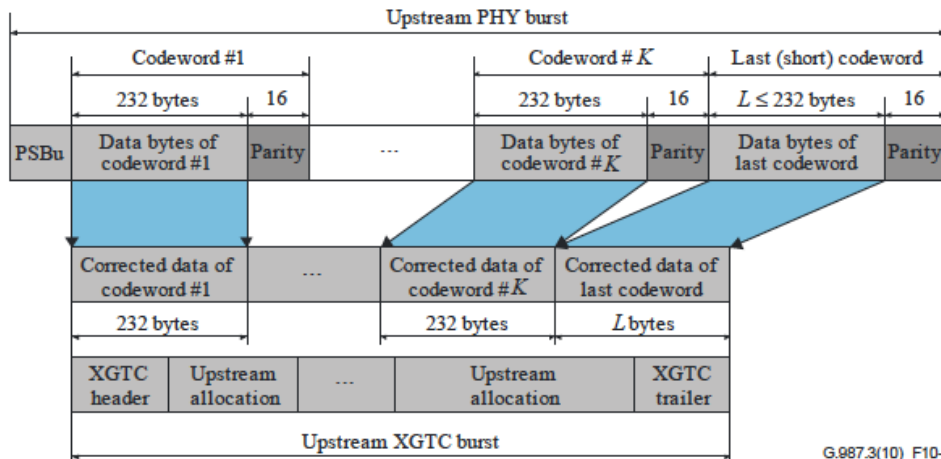 Upstream PHY burst
Codeword #1
Codeword # K
Last (short) codeword
232 bytes
16
232 bytes
16
L ≤ 232 bytes
16
PSBu
Data bytes of
codeword #1
Parity
---
Data bytes of
codeword #K
Parity
Data bytes of
last codeword
Parity
Corrected data of
codeword #1
---
Corrected data of
codeword #K
Corrected data of
last codeword
232 bytes
232 bytes
L bytes
XGTC
header
Upstream
allocation
---
Upstream
allocation
XGTC
trailer
Upstream XGTC burst
G.987.3(10)_F10-